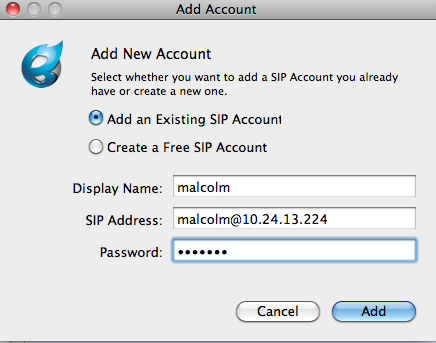 Add Account
Add New Account
Select whether you want to add a SIP Account you already
have or create a new one.
Add an Existing SIP Account
Create a Free SIP Account
Display Name: malcolm
SIP Address: malcolm@10.24.13.224
Password: •••••••
Cancel Add